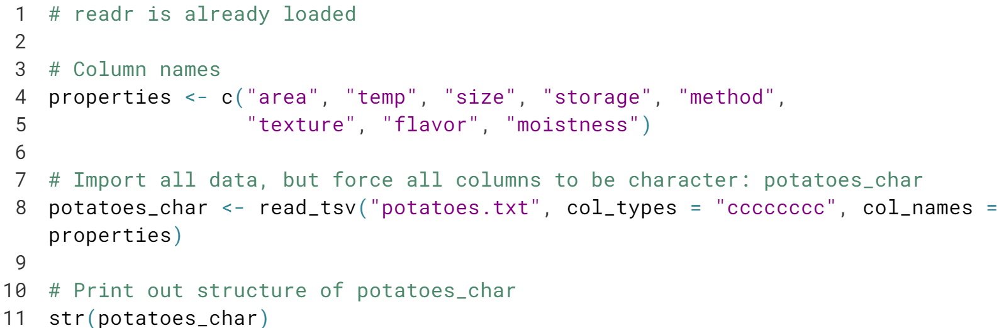 1 # readr is already loaded
2
3 # Column names
4 properties <- c("area", "temp", "size", "storage", "method",
5                 "texture", "flavor", "moistness")
6
7 # Import all data, but force all columns to be character: potatoes_char
8 potatoes_char <- read_tsv("potatoes.txt", col_types = "cccccccc", col_names =
properties)
9
10 # Print out structure of potatoes_char
11 str(potatoes_char)